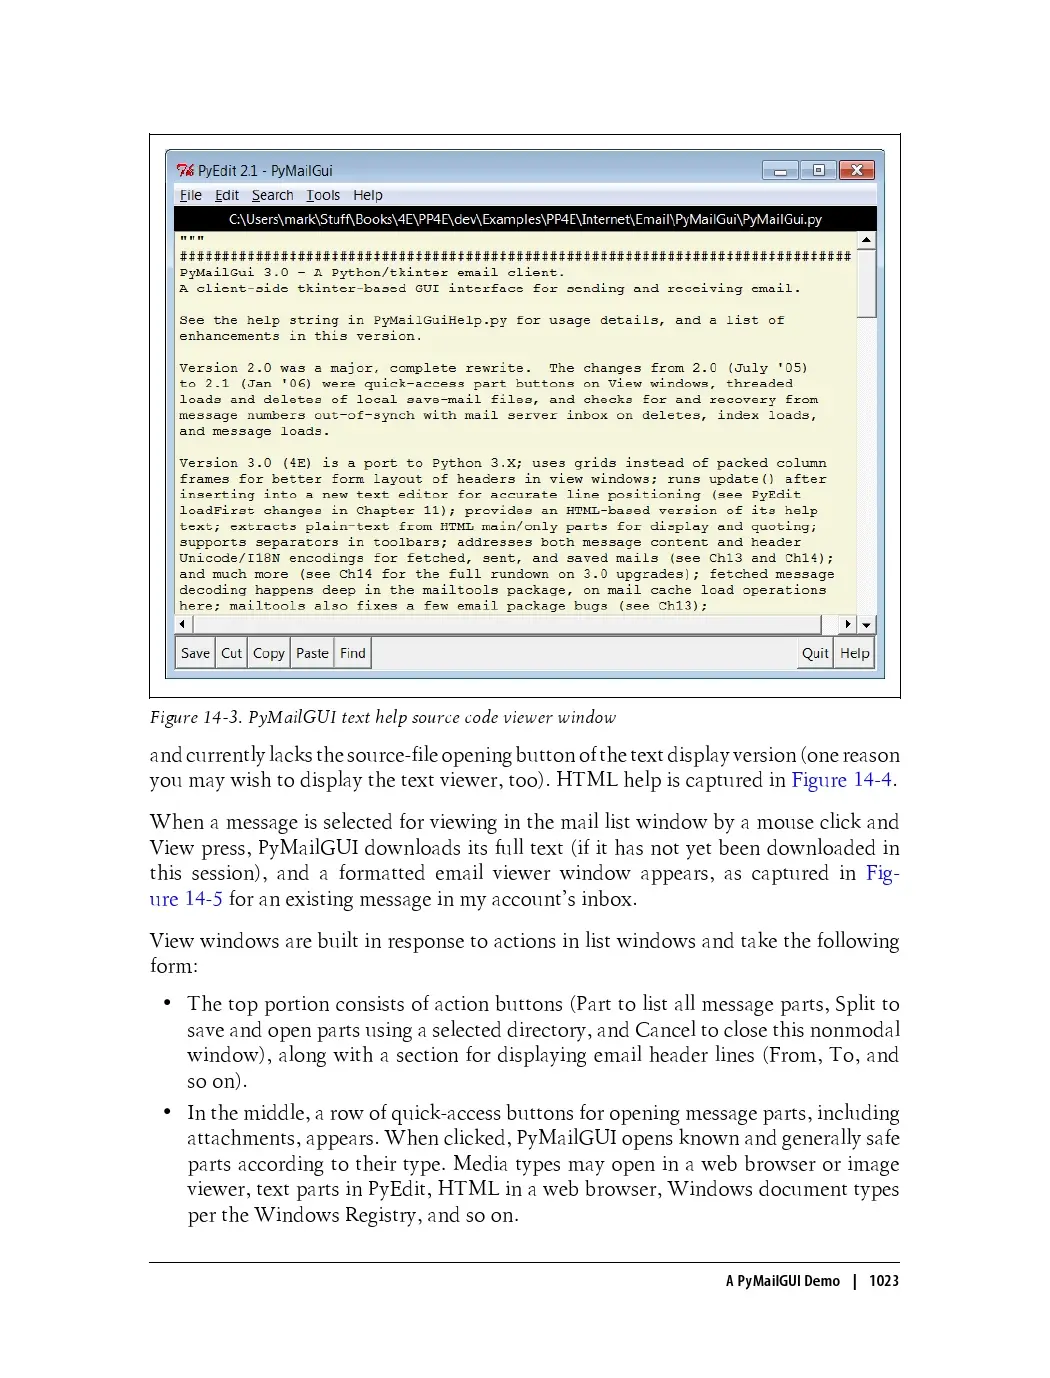 PyEdit 2.1 - PyMailGui
File Edit Search Tools Help
C:\Users\mark\Stuff\Books\4E\PP4E\dev\Examples\PP4E\Internet\Email\PyMailGui\PyMailGui.py
"""
################################################################################
PyMailGui 3.0 - A Python/tkinter email client.
A client-side tkinter-based GUI interface for sending and receiving email.
See the help string in PyMailGuiHelp.py for usage details, and a list of
enhancements in this version.
Version 2.0 was a major, complete rewrite.  The changes from 2.0 (July '05)
to 2.1 (Jan '06) were quick-access part buttons on View windows, threaded
loads and deletes of local save-mail files, and checks for and recovery from
message numbers out-of-synch with mail server inbox on deletes, index loads,
and message loads.
Version 3.0 (4E) is a port to Python 3.X; uses grids instead of packed column
frames for better form layout of headers in view windows; runs update() after
inserting into a new text editor for accurate line positioning (see PyEdit
loadFirst changes in Chapter 11); provides an HTML-based version of its help
text; extracts plain-text from HTML main/only parts for display and quoting;
supports separators in toolbars; addresses both message content and header
Unicode/I18N encodings for fetched, sent, and saved mails (see Ch13 and Ch14);
and much more (see Ch14 for the full rundown on 3.0 upgrades); fetched message
decoding happens deep in the mailtools package, on mail cache load operations
here; mailtools also fixes a few email package bugs (see Ch13);
Save Cut Copy Paste Find Quit Help
Figure 14-3. PyMailGUI text help source code viewer window
and currently lacks the source-file opening button of the text display version (one reason
you may wish to display the text viewer, too). HTML help is captured in Figure 14-4.
When a message is selected for viewing in the mail list window by a mouse click and
View press, PyMailGUI downloads its full text (if it has not yet been downloaded in
this session), and a formatted email viewer window appears, as captured in Fig-
ure 14-5 for an existing message in my account's inbox.
View windows are built in response to actions in list windows and take the following
form:
• The top portion consists of action buttons (Part to list all message parts, Split to
save and open parts using a selected directory, and Cancel to close this nonmodal
window), along with a section for displaying email header lines (From, To, and
so on).
• In the middle, a row of quick-access buttons for opening message parts, including
attachments, appears. When clicked, PyMailGUI opens known and generally safe
parts according to their type. Media types may open in a web browser or image
viewer, text parts in PyEdit, HTML in a web browser, Windows document types
per the Windows Registry, and so on.
A PyMailGUI Demo | 1023